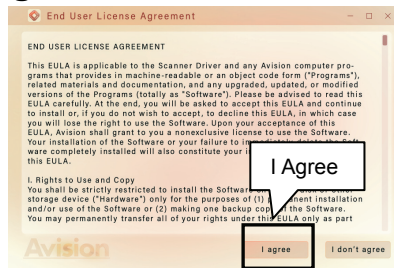 End User License Agreement
END USER LICENSE AGREEMENT
This EULA is applicable to the Scanner Driver and any Avision computer pro-
grams that provides in machine-readable or an object code form ("Programs"),
related materials and documentation, and any upgraded, updated, or modified
versions of the Programs (totally as "Software"). Please be advised to read this
EULA carefully. At the end, you will be asked to accept this EULA and continue
to install or, if you do not wish to accept, to decline this EULA, in which case
you will lose the right to use the Software. Upon your acceptance of this
EULA, Avision shall grant to you a nonexclusive license to use the Software.
Your installation of the Software or your failure to
ware completely installed will also constitute your
this EULA.
I Agree
I. Rights to Use and Copy
You shall be strictly restricted to install the Software
storage device ("Hardware") only for the purposes of (1) installation
and/or use of the Software or (2) making one backup the Software.
You may permanently transfer all of your rights under this EULA only as part
Avision
I agree
I don't agree